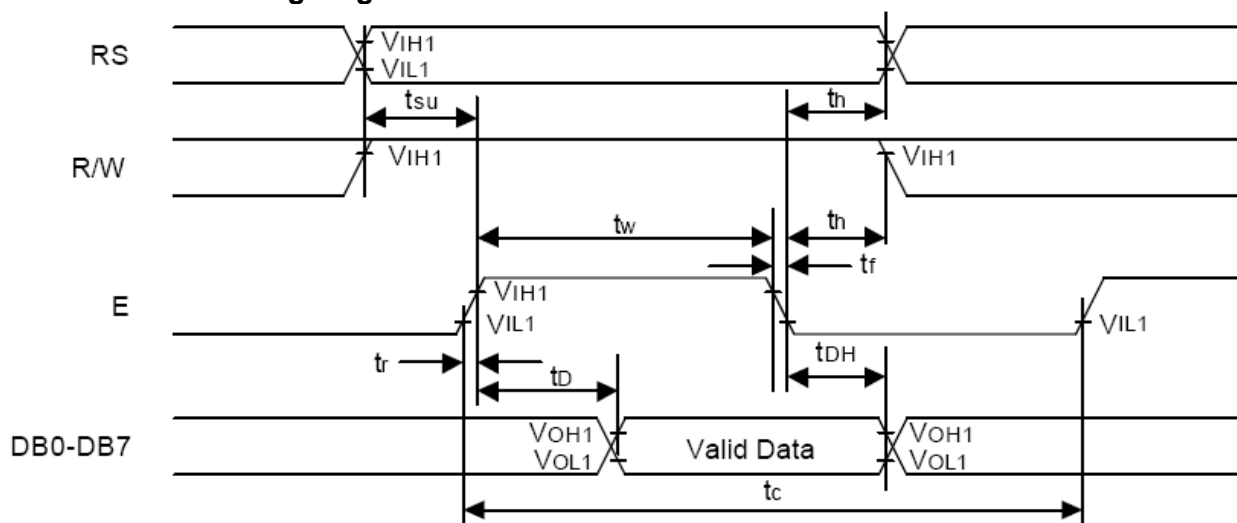 RS
VIH1
VIL1
tsu
th
R/W
VIH1
VIH1
tw
th
tf
E
VIH1
VIL1
VIL1
tr
tD
tDH
DB0-DB7
VOH1
VOL1
Valid Data
VOH1
VOL1
tc